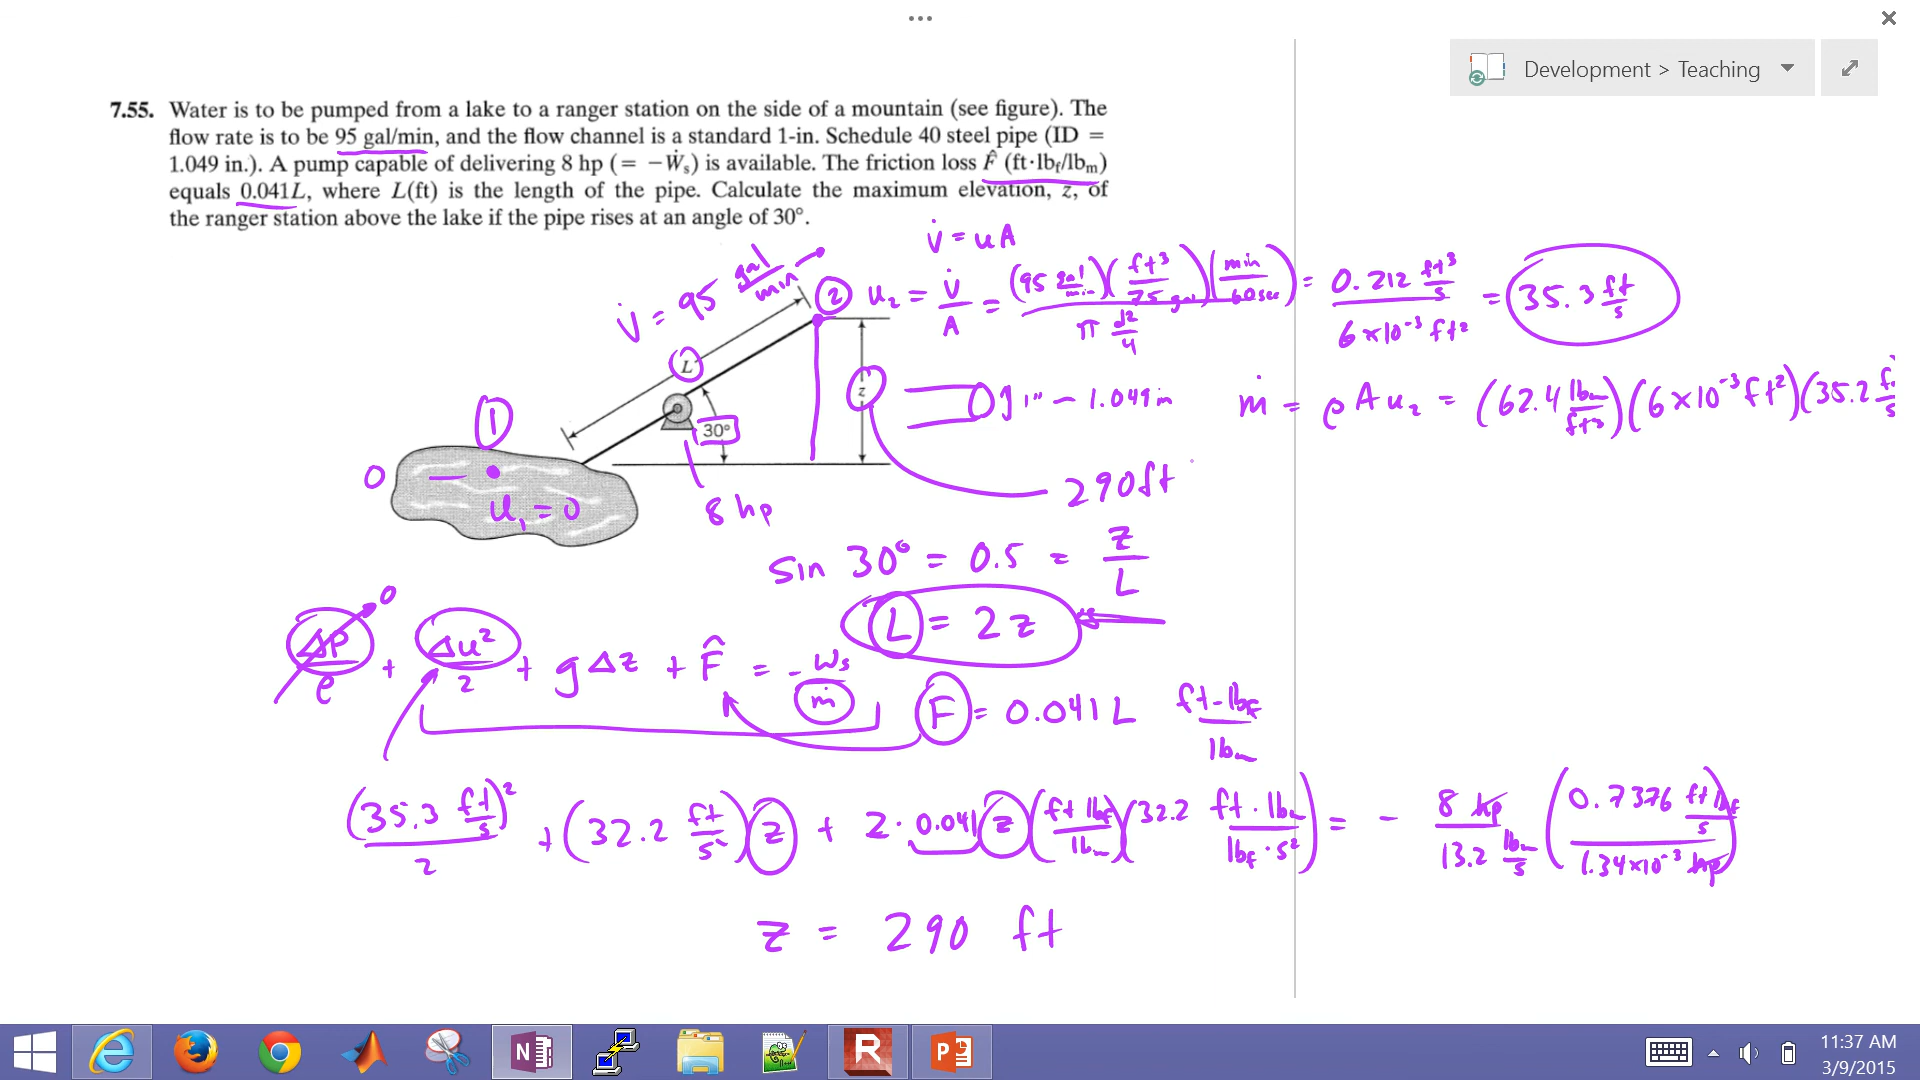 Development > Teaching
7.55. Water is to be pumped from a lake to a ranger station on the side of a mountain (see figure). The
flow rate is to be 95 gal/min, and the flow channel is a standard 1-in. Schedule 40 steel pipe (ID =
1.049 in.). A pump capable of delivering 8 hp (= −Ẇs) is available. The friction loss F̂ (ft·lbf/lbm)
equals 0.041L, where L(ft) is the length of the pipe. Calculate the maximum elevation, z, of
the ranger station above the lake if the pipe rises at an angle of 30°.
V̇ = uA
V̇ = 95 gal/min
② u₂ = V̇/A = (95 gal/min)(ft³/7.5 gal)(min/60 sec) / (π d²/4) = 0.212 ft³/s / 6×10⁻³ ft² = 35.3 ft/s
L
z
1" - 1.049 in
ṁ = ρAu₂ = (62.4 lbm/ft³)(6×10⁻³ ft²)(35.2 ft/s
①
30°
0
u₁ = 0
8 hp
290 ft
sin 30° = 0.5 = z/L
L = 2z
ΔP/ρ 0 + Δu²/2 + gΔz + F̂ = -Ws/ṁ
F = 0.041 L ft-lbf/lbm
(35.3 ft/s)²/2 + (32.2 ft/s²) z + 2·0.041 z (ft lbf/lbm)(32.2 ft·lbm/lbf·s²) = - 8 hp/13.2 lbm/s (0.7376 ft lbf/s / 1.34×10⁻³ hp)
z = 290 ft
11:37 AM
3/9/2015